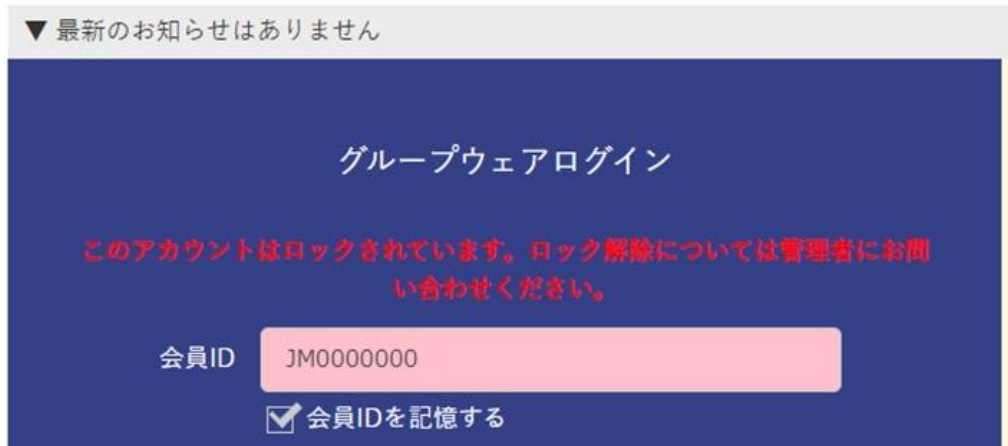 ▼ 最新のお知らせはありません
グループウェアログイン
このアカウントはロックされています。ロック解除については管理者にお問
い合わせください。
会員ID JM0000000
会員IDを記憶する